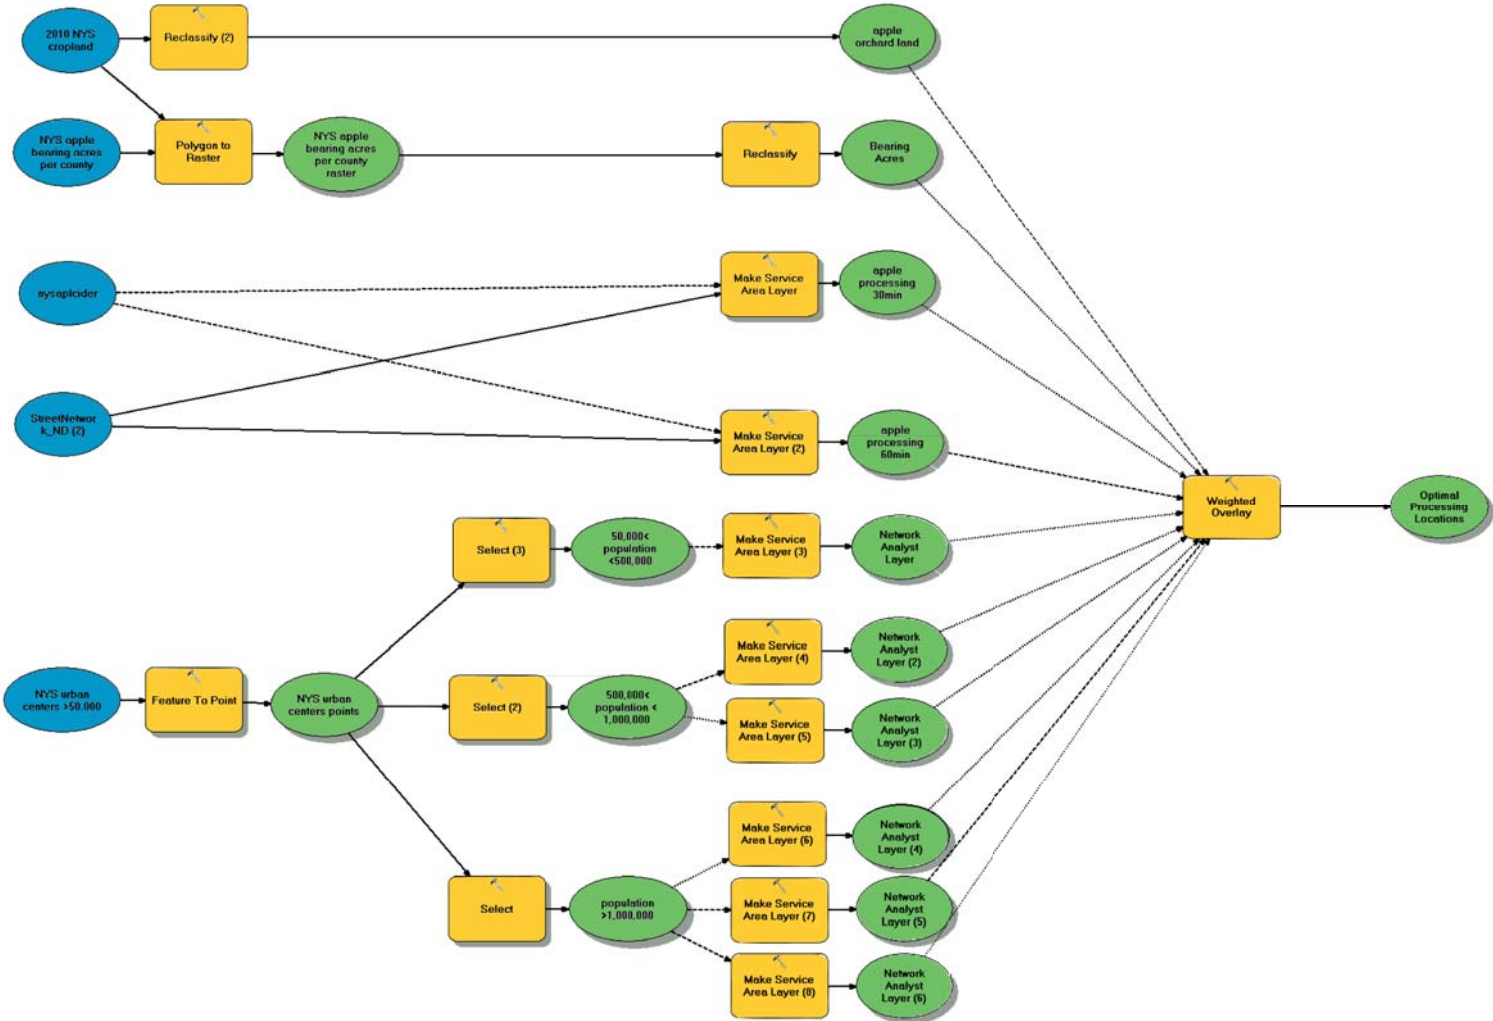 2010 NYS
cropland
Reclassify (2)
apple
orchard land
NYS apple
bearing acres
per county
Polygon to
Raster
NYS apple
bearing acres
per county
raster
Reclassify
Bearing
Acres
nysaplcider
Make Service
Area Layer
apple
processing
30min
StreetNetwor
k_ND (2)
Make Service
Area Layer (2)
apple
processing
60min
Weighted
Overlay
Optimal
Processing
Locations
Select (3)
50,000<
population
<500,000
Make Service
Area Layer (3)
Network
Analyst
Layer
NYS urban
centers >50.000
Feature To Point
NYS urban
centers points
Select (2)
500,000<
population <
1,000,000
Make Service
Area Layer (4)
Network
Analyst
Layer (2)
Make Service
Area Layer (5)
Network
Analyst
Layer (3)
Select
population
>1,000,000
Make Service
Area Layer (6)
Network
Analyst
Layer (4)
Make Service
Area Layer (7)
Network
Analyst
Layer (5)
Make Service
Area Layer (8)
Network
Analyst
Layer (6)